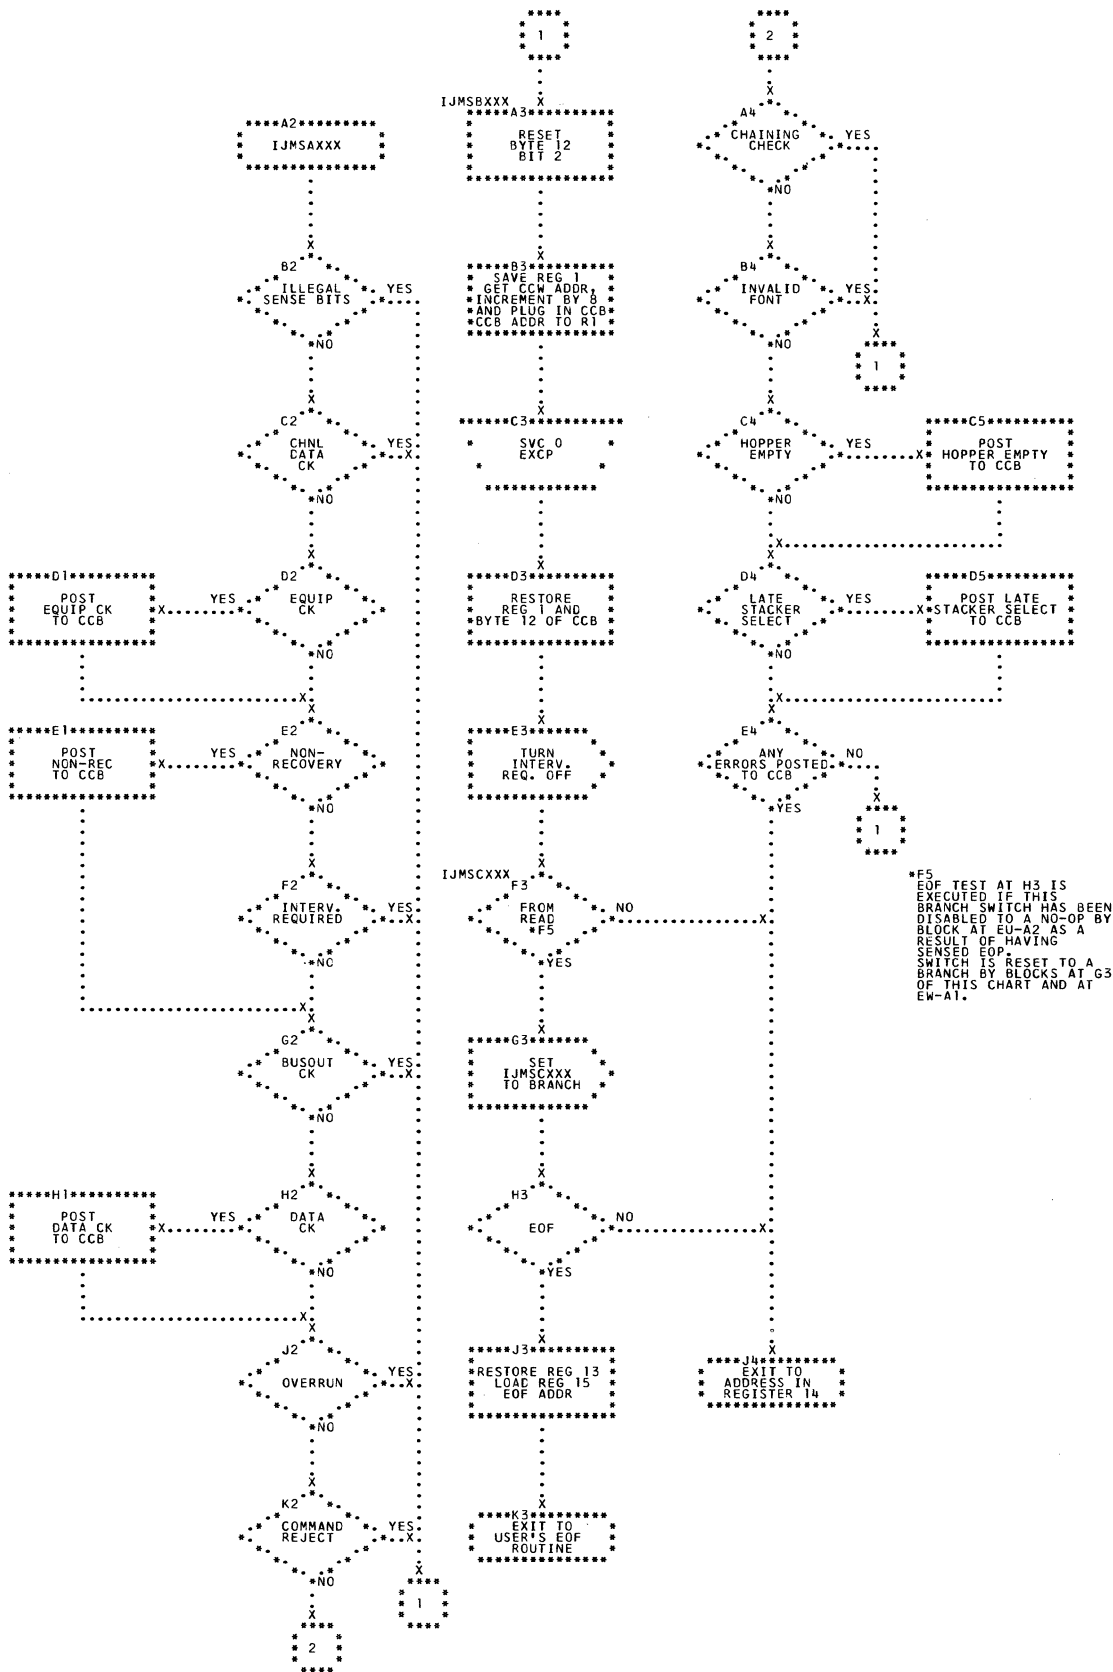 1
2
IJMSBXXX
A2
IJMSAXXX
A3
RESET
BYTE 12
BIT 2
A4
CHAINING
CHECK
YES
NO
B2
ILLEGAL
SENSE BITS
YES
NO
B3
SAVE REG 1
GET CCW ADDR,
INCREMENT BY 8
AND PLUG IN CCB
CCB ADDR TO R1
B4
INVALID
FONT
YES
NO
1
C2
CHNL
DATA
CK
YES
NO
C3
SVC 0
EXCP
C4
HOPPER
EMPTY
YES
NO
C5
POST
HOPPER EMPTY
TO CCB
D1
POST
EQUIP CK
TO CCB
D2
EQUIP
CK
YES
NO
D3
RESTORE
REG 1 AND
BYTE 12 OF CCB
D4
LATE
STACKER
SELECT
YES
NO
D5
POST LATE
STACKER SELECT
TO CCB
E1
POST
NON-REC
TO CCB
E2
NON-
RECOVERY
YES
NO
E3
TURN
INTERV.
REQ. OFF
E4
ANY
ERRORS POSTED
TO CCB
NO
YES
1
F2
INTERV.
REQUIRED
YES
NO
IJMSCXXX
F3
FROM
READ
*F5
NO
YES
*F5
EOF TEST AT H3 IS
EXECUTED IF THIS
BRANCH SWITCH HAS BEEN
DISABLED TO A NO-OP BY
BLOCK AT EU-A2 AS A
RESULT OF HAVING
SENSED EOP.
SWITCH IS RESET TO A
BRANCH BY BLOCKS AT G3
OF THIS CHART AND AT
EW-A1.
G2
BUSOUT
CK
YES
NO
G3
SET
IJMSCXXX
TO BRANCH
H1
POST
DATA CK
TO CCB
H2
DATA
CK
YES
NO
H3
EOF
NO
YES
J2
OVERRUN
YES
NO
J3
RESTORE REG 13
LOAD REG 15
EOF ADDR
J4
EXIT TO
ADDRESS IN
REGISTER 14
K2
COMMAND
REJECT
YES
NO
K3
EXIT TO
USER'S EOF
ROUTINE
1
2